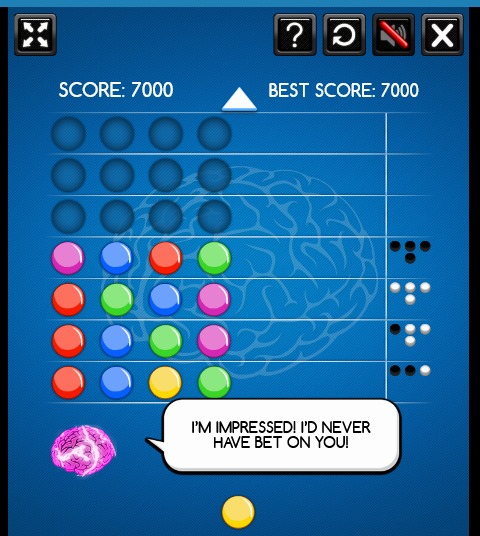 ?
SCORE: 7000
BEST SCORE: 7000
I'M IMPRESSED! I'D NEVER
HAVE BET ON YOU!